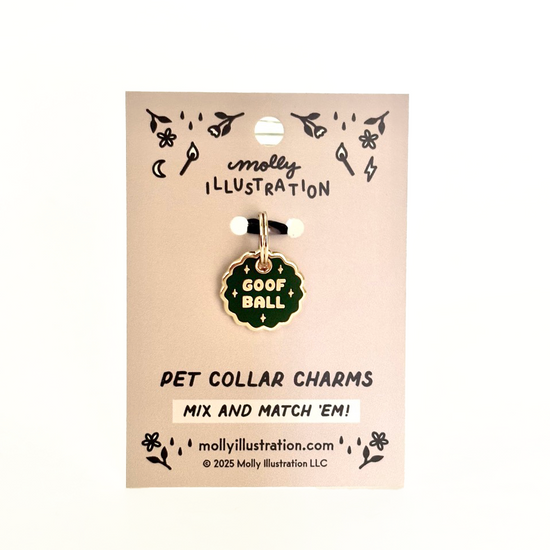 molly
ILLUSTRATION
GOOF
BALL
PET COLLAR CHARMS
MIX AND MATCH 'EM!
mollyillustration.com
© 2025 Molly Illustration LLC